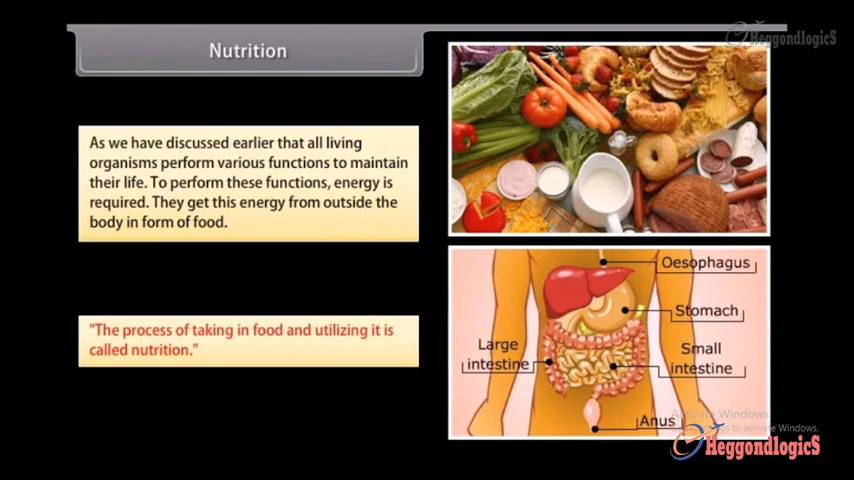 HeggondlogicS
Nutrition
As we have discussed earlier that all living
organisms perform various functions to maintain
their life. To perform these functions, energy is
required. They get this energy from outside the
body in form of food.
"The process of taking in food and utilizing it is
called nutrition."
Oesophagus
Stomach
Large
intestine
Small
intestine
Anus
Activate Windows
to activate Windows.
HeggondlogicS